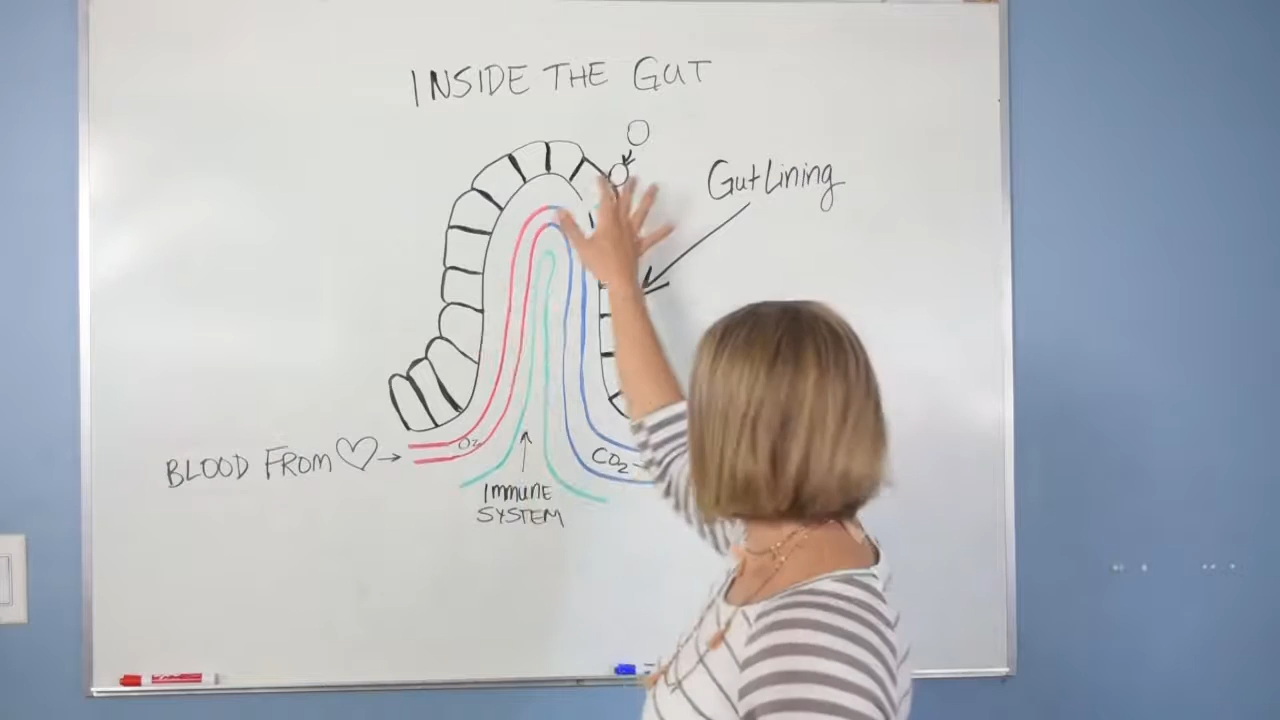 INSIDE THE GUT
Gut Lining
BLOOD FROM
O2
CO2
Immune
SYSTEM